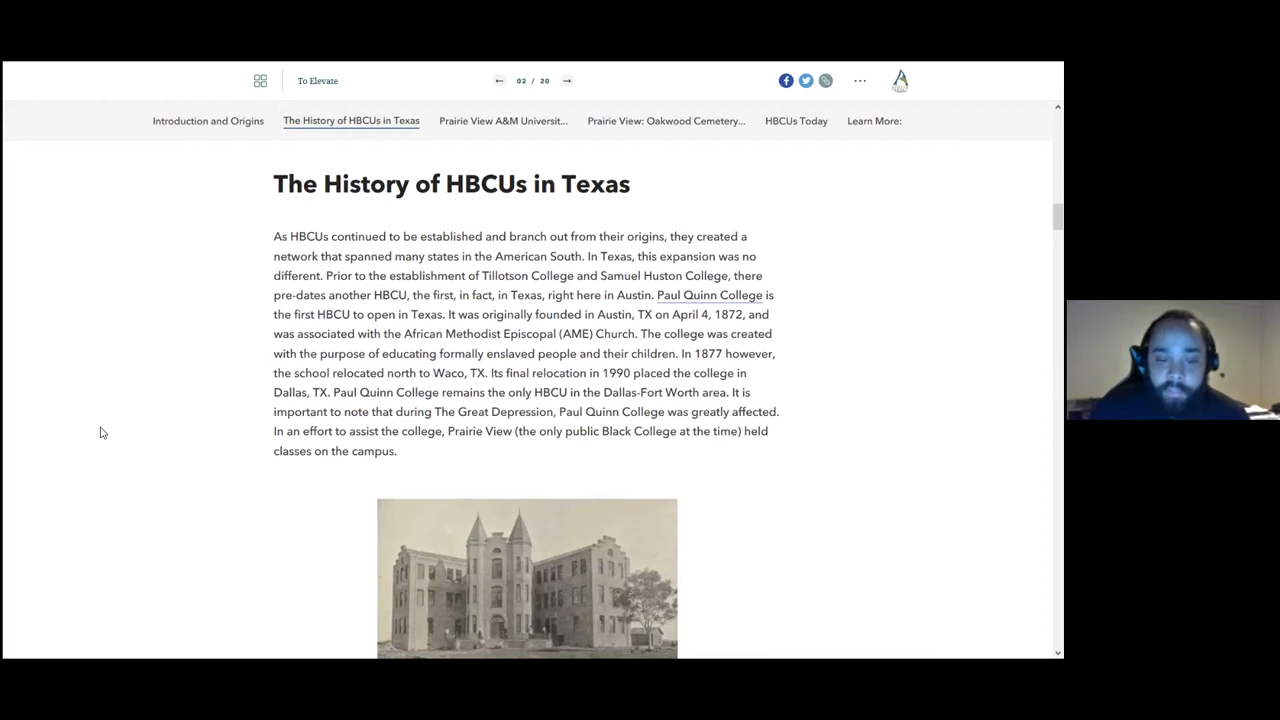 To Elevate
02 / 20
Introduction and Origins
The History of HBCUs in Texas
Prairie View A&M Universit...
Prairie View: Oakwood Cemetery...
HBCUs Today
Learn More:
The History of HBCUs in Texas
As HBCUs continued to be established and branch out from their origins, they created a
network that spanned many states in the American South. In Texas, this expansion was no
different. Prior to the establishment of Tillotson College and Samuel Huston College, there
pre-dates another HBCU, the first, in fact, in Texas, right here in Austin. Paul Quinn College is
the first HBCU to open in Texas. It was originally founded in Austin, TX on April 4, 1872, and
was associated with the African Methodist Episcopal (AME) Church. The college was created
with the purpose of educating formally enslaved people and their children. In 1877 however,
the school relocated north to Waco, TX. Its final relocation in 1990 placed the college in
Dallas, TX. Paul Quinn College remains the only HBCU in the Dallas-Fort Worth area. It is
important to note that during The Great Depression, Paul Quinn College was greatly affected.
In an effort to assist the college, Prairie View (the only public Black College at the time) held
classes on the campus.